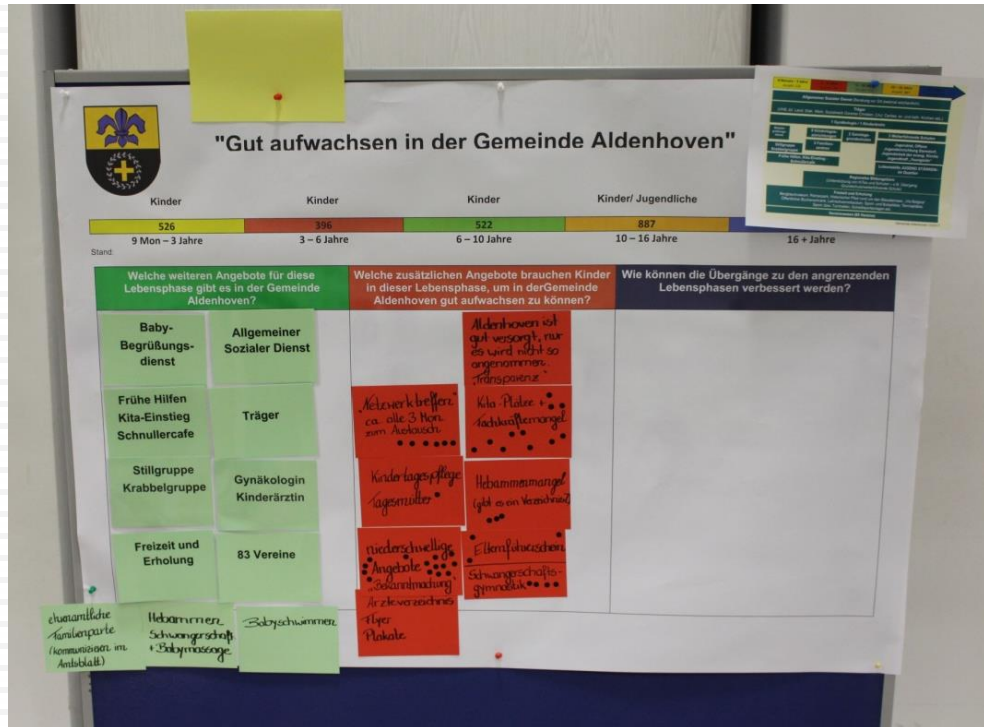 "Gut aufwachsen in der Gemeinde Aldenhoven"
Kinder
Kinder
Kinder
Kinder/ Jugendliche
526
396
522
887
9 Mon – 3 Jahre
3 – 6 Jahre
6 – 10 Jahre
10 – 16 Jahre
16 + Jahre
Stand:
Welche weiteren Angebote für diese
Lebensphase gibt es in der Gemeinde
Aldenhoven?
Baby-
Begrüßungs-
dienst
Allgemeiner
Sozialer Dienst
Frühe Hilfen
Kita-Einstieg
Schnullercafe
Träger
Stillgruppe
Krabbelgruppe
Gynäkologin
Kinderärztin
Freizeit und
Erholung
83 Vereine
ehrenamtliche
Familienparte
(kommunizieren im
Amtsblatt)
Hebammen
Schwangerschaft
+ Babymassage
Babyschwimmen
Welche zusätzlichen Angebote brauchen Kinder
in dieser Lebensphase, um in derGemeinde
Aldenhoven gut aufwachsen zu können?
Aldenhoven ist
gut versorgt, nur
es wird nicht so
angenommen.
"Transparenz"
"Netzwerktreffen"
ca. alle 3 Mon.
zum Austausch
Kita-Plätze +
Fachkräftemangel
Kindertagespflege
Tagesmütter
Hebammenmangel
(gibt es ein Verzeichnis?)
niederschwellige
Angebote
"Bekanntmachung"
Elternführerschein
Schwangerschafts-
gymnastik
Ärzteverzeichnis
Flyer
Plakate
Wie können die Übergänge zu den angrenzenden
Lebensphasen verbessert werden?